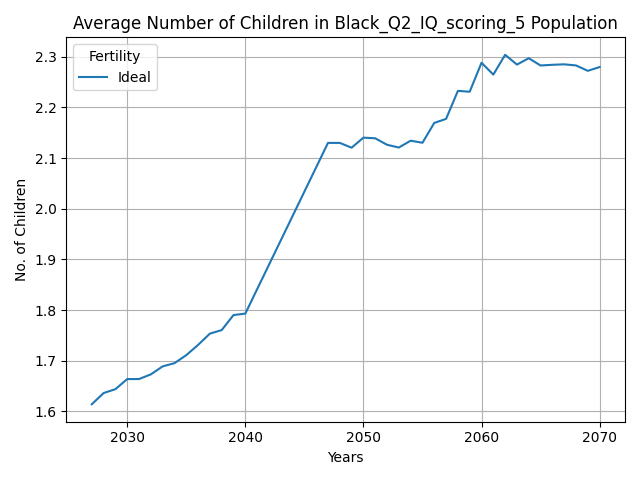 Average Number of Children in Black_Q2_IQ_scoring_5 Population
Fertility
Ideal
2.3
2.2
2.1
2.0
1.9
1.8
1.7
1.6
No. of Children
2030 2040 2050 2060 2070
Years